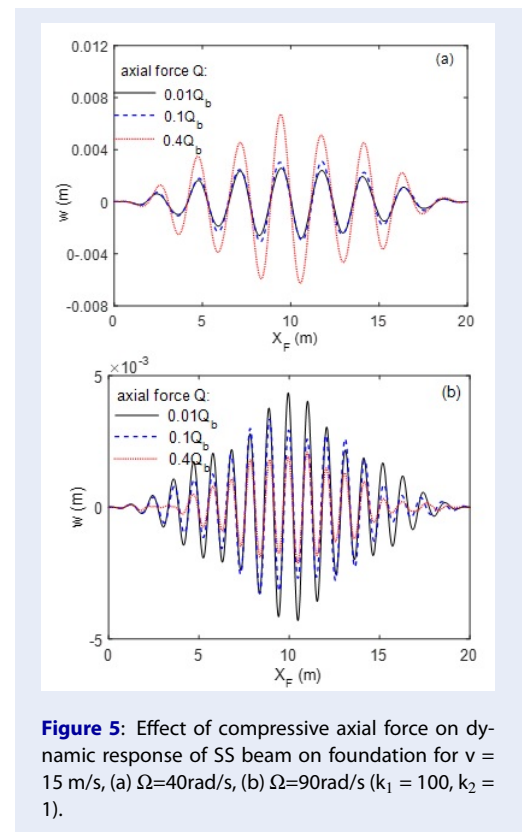 0.012
(a)
axial force Q:
0.008
0.01Q_b
0.1Q_b
0.4Q_b
0.004
w (m)
0
0-.004
-0.008
0 5 10 15 20
X_F (m)
5 ×10^-3
(b)
axial force Q:
0.01Q_b
0.1Q_b
0.4Q_b
w (m)
0
-5
0 5 10 15 20
X_F (m)
Figure 5: Effect of compressive axial force on dy-
namic response of SS beam on foundation for v =
15 m/s, (a) Ω=40rad/s, (b) Ω=90rad/s (k₁ = 100, k₂ =
1).